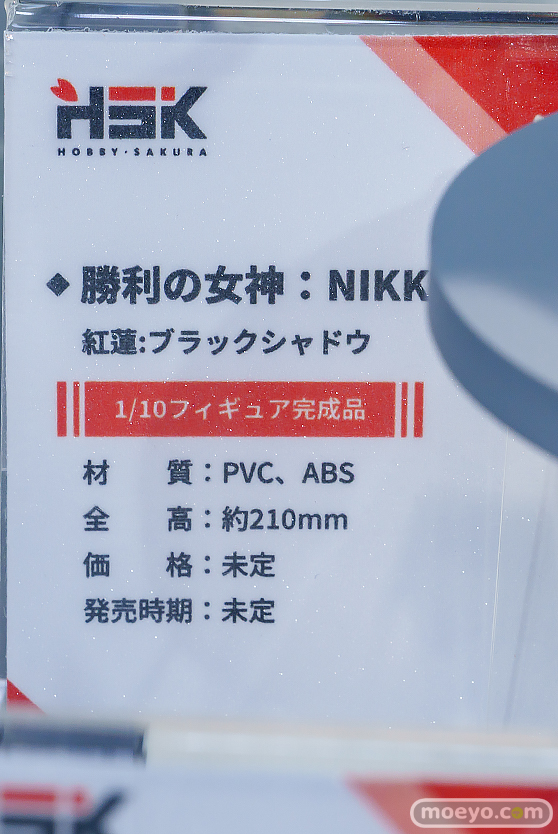 HSK
HOBBY・SAKURA
◆勝利の女神：NIKK
紅蓮:ブラックシャドウ
1/10フィギュア完成品
材　　質：PVC、ABS
全　　高：約210mm
価　　格：未定
発売時期：未定
moeyo.com